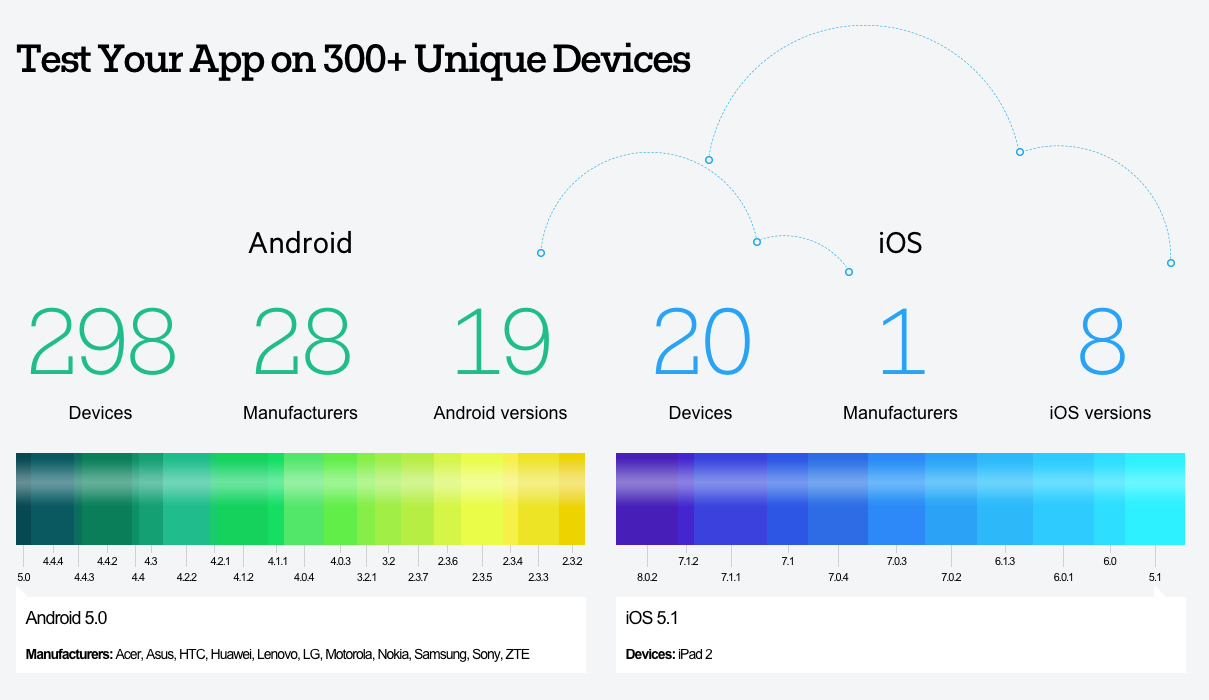 Test Your App on 300+ Unique Devices
Android
298
28
19
Devices
Manufacturers
Android versions
4.4.4 4.4.2 4.3 4.2.1 4.1.1 4.0.3 3.2 2.3.6 2.3.4 2.3.2
5.0 4.4.3 4.4 4.2.2 4.1.2 4.0.4 3.2.1 2.3.7 2.3.5 2.3.3
Android 5.0
Manufacturers: Acer, Asus, HTC, Huawei, Lenovo, LG, Motorola, Nokia, Samsung, Sony, ZTE
iOS
20
1
8
Devices
Manufacturers
iOS versions
7.1.2 7.1 7.0.3 6.1.3 6.0
8.0.2 7.1.1 7.0.4 7.0.2 6.0.1 5.1
iOS 5.1
Devices: iPad 2